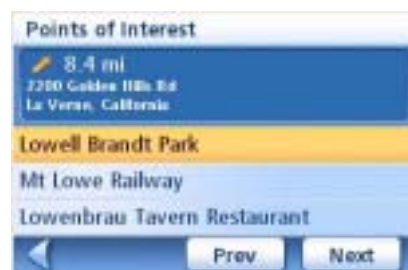 Points of Interest
8.4 mi
2200 Golden Hills Rd
La Verne, California
Lowell Brandt Park
Mt Lowe Railway
Lowenbrau Tavern Restaurant
Prev Next